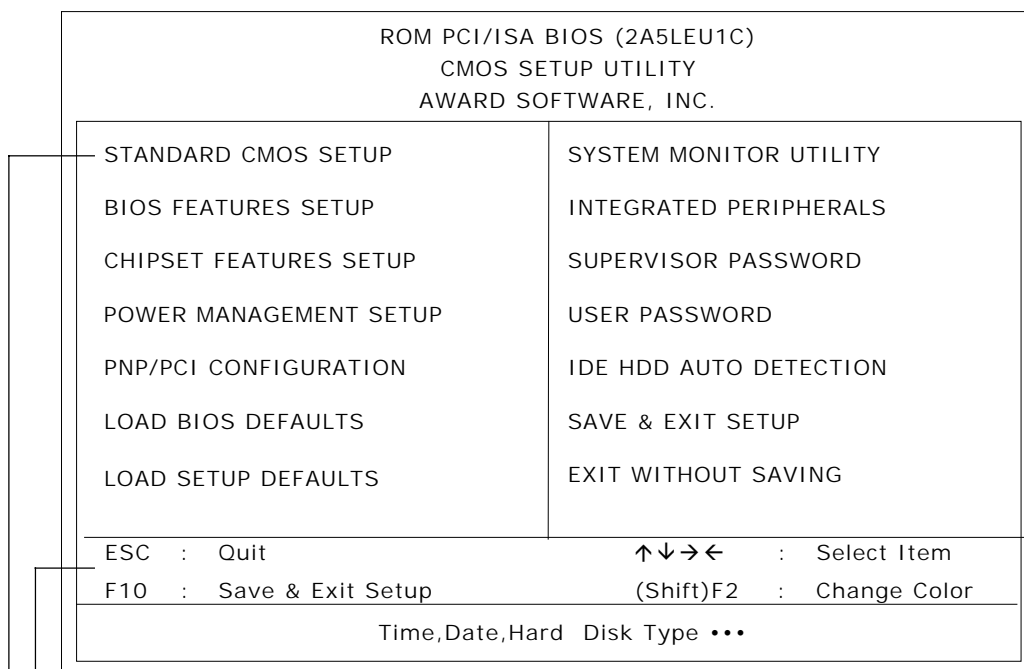 ROM PCI/ISA BIOS (2A5LEU1C)
CMOS SETUP UTILITY
AWARD SOFTWARE, INC.
STANDARD CMOS SETUP
BIOS FEATURES SETUP
CHIPSET FEATURES SETUP
POWER MANAGEMENT SETUP
PNP/PCI CONFIGURATION
LOAD BIOS DEFAULTS
LOAD SETUP DEFAULTS
SYSTEM MONITOR UTILITY
INTEGRATED PERIPHERALS
SUPERVISOR PASSWORD
USER PASSWORD
IDE HDD AUTO DETECTION
SAVE & EXIT SETUP
EXIT WITHOUT SAVING
ESC : Quit ↑↓→← : Select Item
F10 : Save & Exit Setup (Shift)F2 : Change Color
Time,Date,Hard Disk Type •••